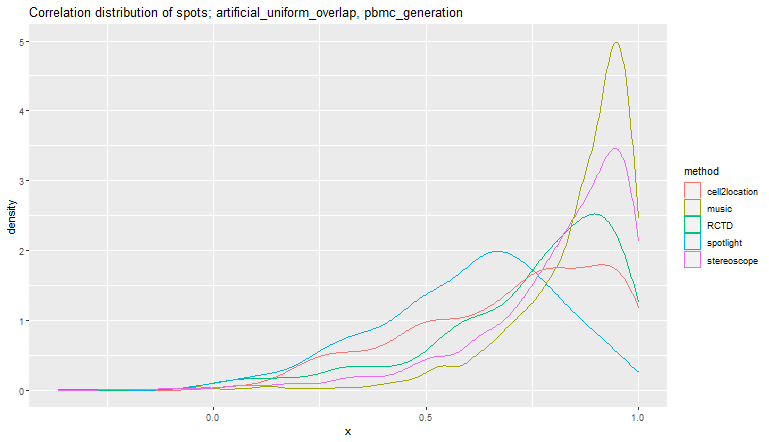 Correlation distribution of spots; artificial_uniform_overlap, pbmc_generation
5
4
3
2
1
0
density
0.0
0.5
1.0
x
method
cell2location
music
RCTD
spotlight
stereoscope